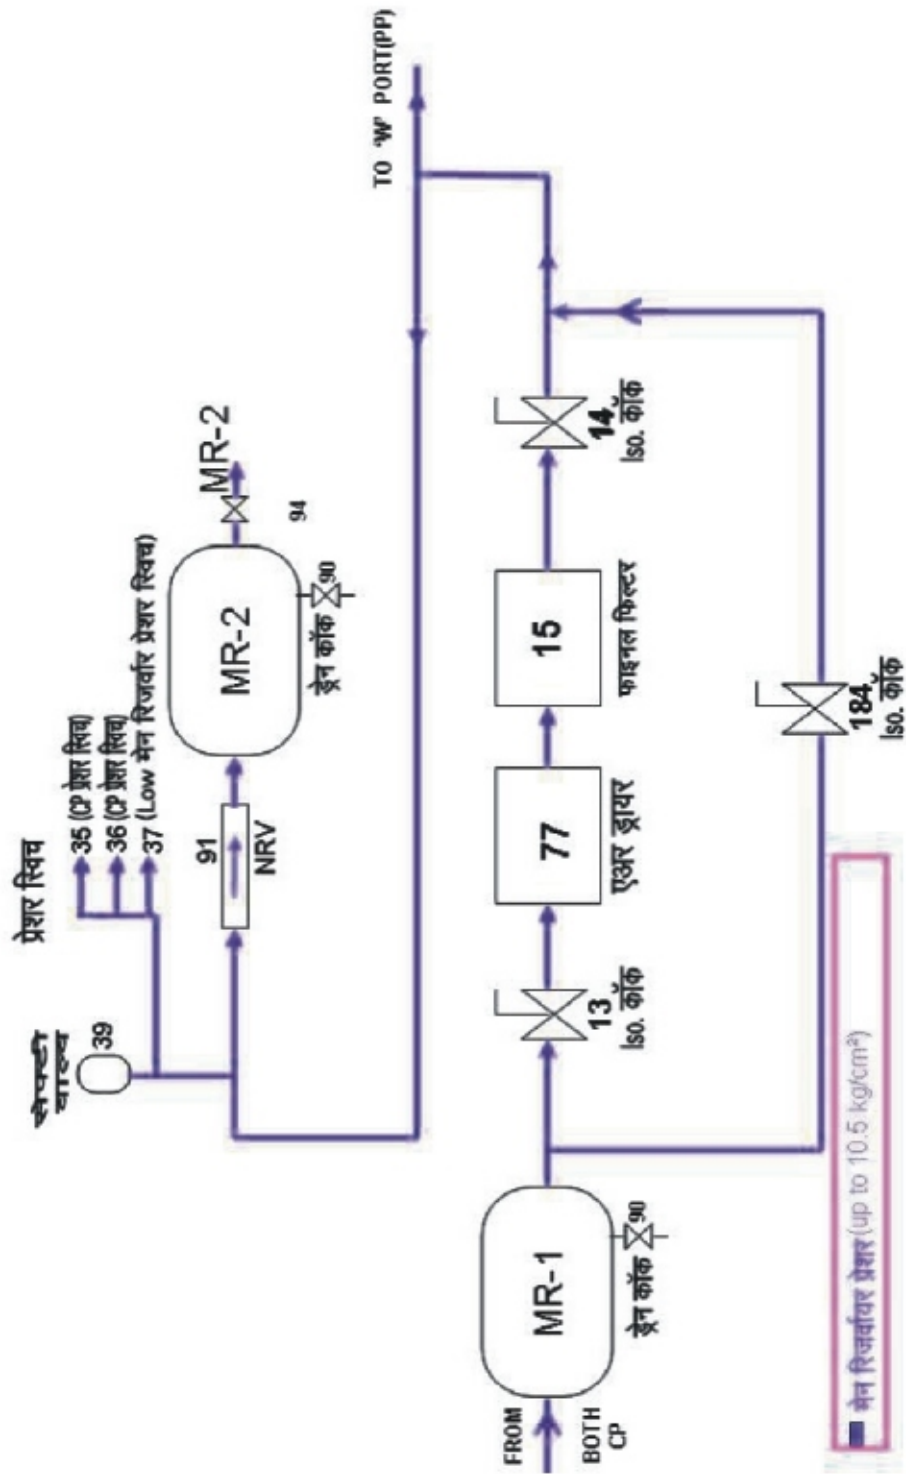 प्रेशर स्विच
सेफ्टी
वाल्व
39
35 (CP प्रेशर स्विच)
36 (CP प्रेशर स्विच)
37 (Low मेन रिजर्वार प्रेशर स्विच)
91
NRV
MR-2
MR-2
94
90
ड्रेन कॉक
TO 'W' PORT(PP)
FROM
BOTH
CP
MR-1
90
ड्रेन कॉक
13
Iso. कॉक
77
एअर ड्रायर
15
फाइनल फिल्टर
14
Iso. कॉक
184
Iso. कॉक
मेन रिजर्वायर प्रेशर (up to 10.5 kg/cm²)